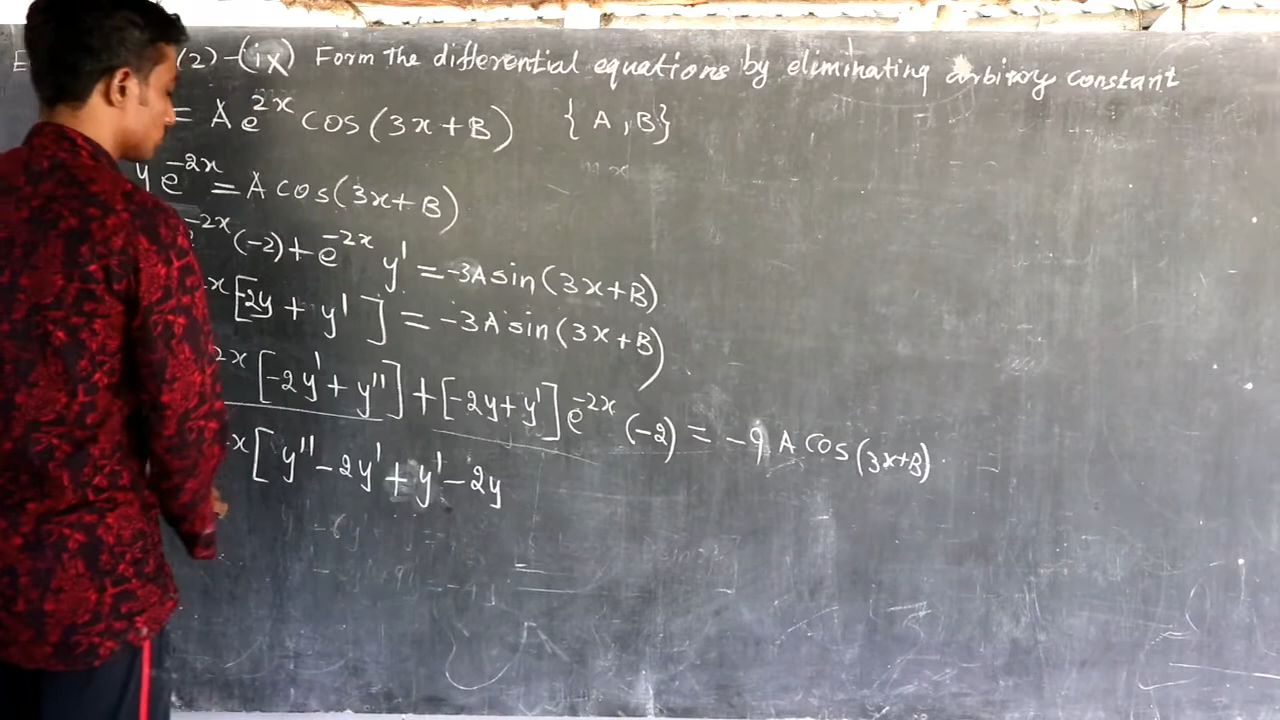 E (2)-(ix) Form the differential equations by eliminating arbitrary constant
= A e^{2x} cos(3x+B) {A, B}
y e^{-2x} = A cos(3x+B)
^{-2x}(-2) + e^{-2x} y' = -3A sin(3x+B)
x [2y + y'] = -3A sin(3x+B)
2x [-2y' + y''] + [-2y + y'] e^{-2x} (-2) = -9 A cos(3x+B) =
x [y'' - 2y' + y' - 2y